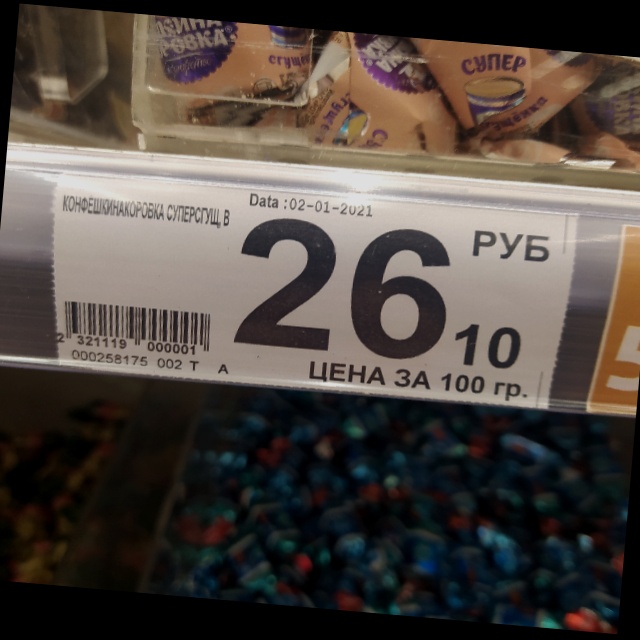 СУПЕР
КОНФЕШКИНАКОРОВКА СУПЕРСГУЩ, В
Data :02-01-2021
26 10
РУБ
2 321119 000001
000258175 002 T A
ЦЕНА ЗА 100 гр.
5